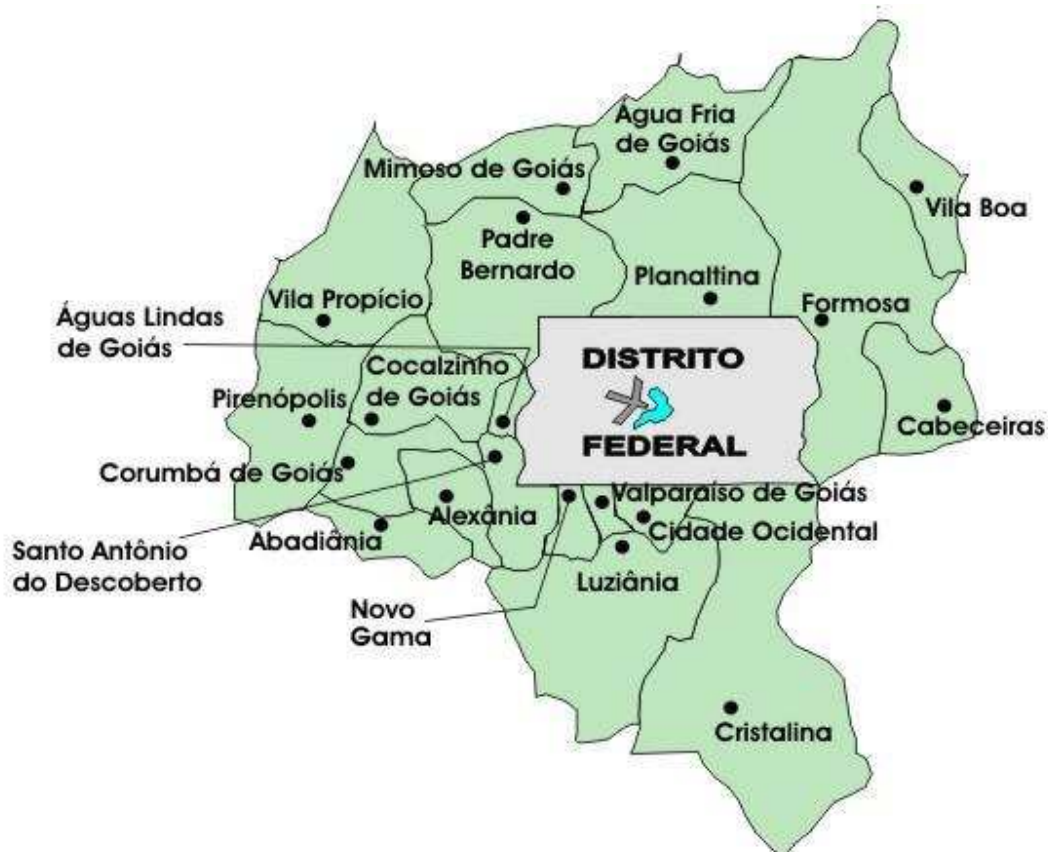 Água Fria
de Goiás
Mimoso de Goiás
Vila Boa
Padre
Bernardo
Planaltina
Vila Propício
Formosa
Águas Lindas
de Goiás
DISTRITO
FEDERAL
Cocalzinho
de Goiás
Pirenópolis
Cabeceiras
Corumbá de Goiás
Valparaíso de Goiás
Alexânia
Cidade Ocidental
Abadiânia
Santo Antônio
do Descoberto
Luziânia
Novo
Gama
Cristalina